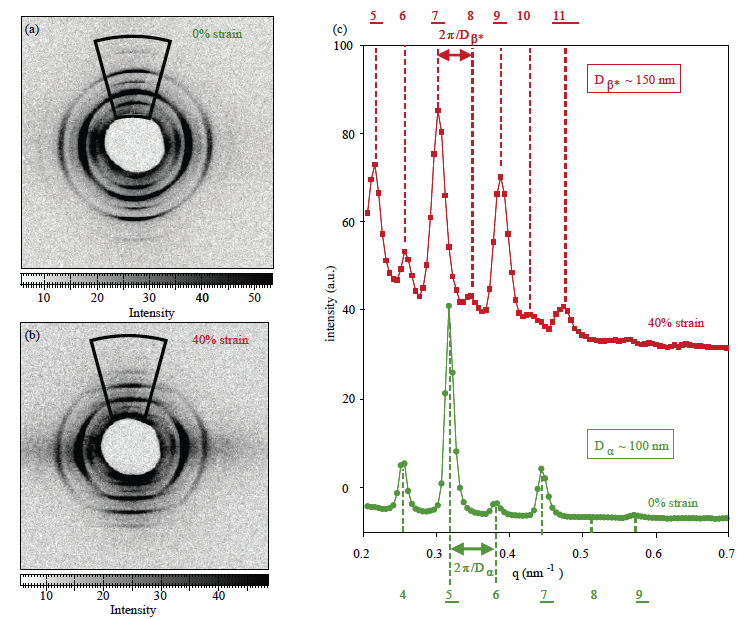 (a)
0% strain
10 20 30 40 50
Intensity
(b)
40% strain
10 20 30 40
Intensity
5 6 7 8 9 10 11
(c)
2π/Dβ*
100
80
60
40
20
0
intensity (a.u.)
D β* ~ 150 nm
40% strain
D α ~ 100 nm
0% strain
0.2 0.3 0.4 0.5 0.6 0.7
2π/Dα
q (nm -1 )
4 5 6 7 8 9